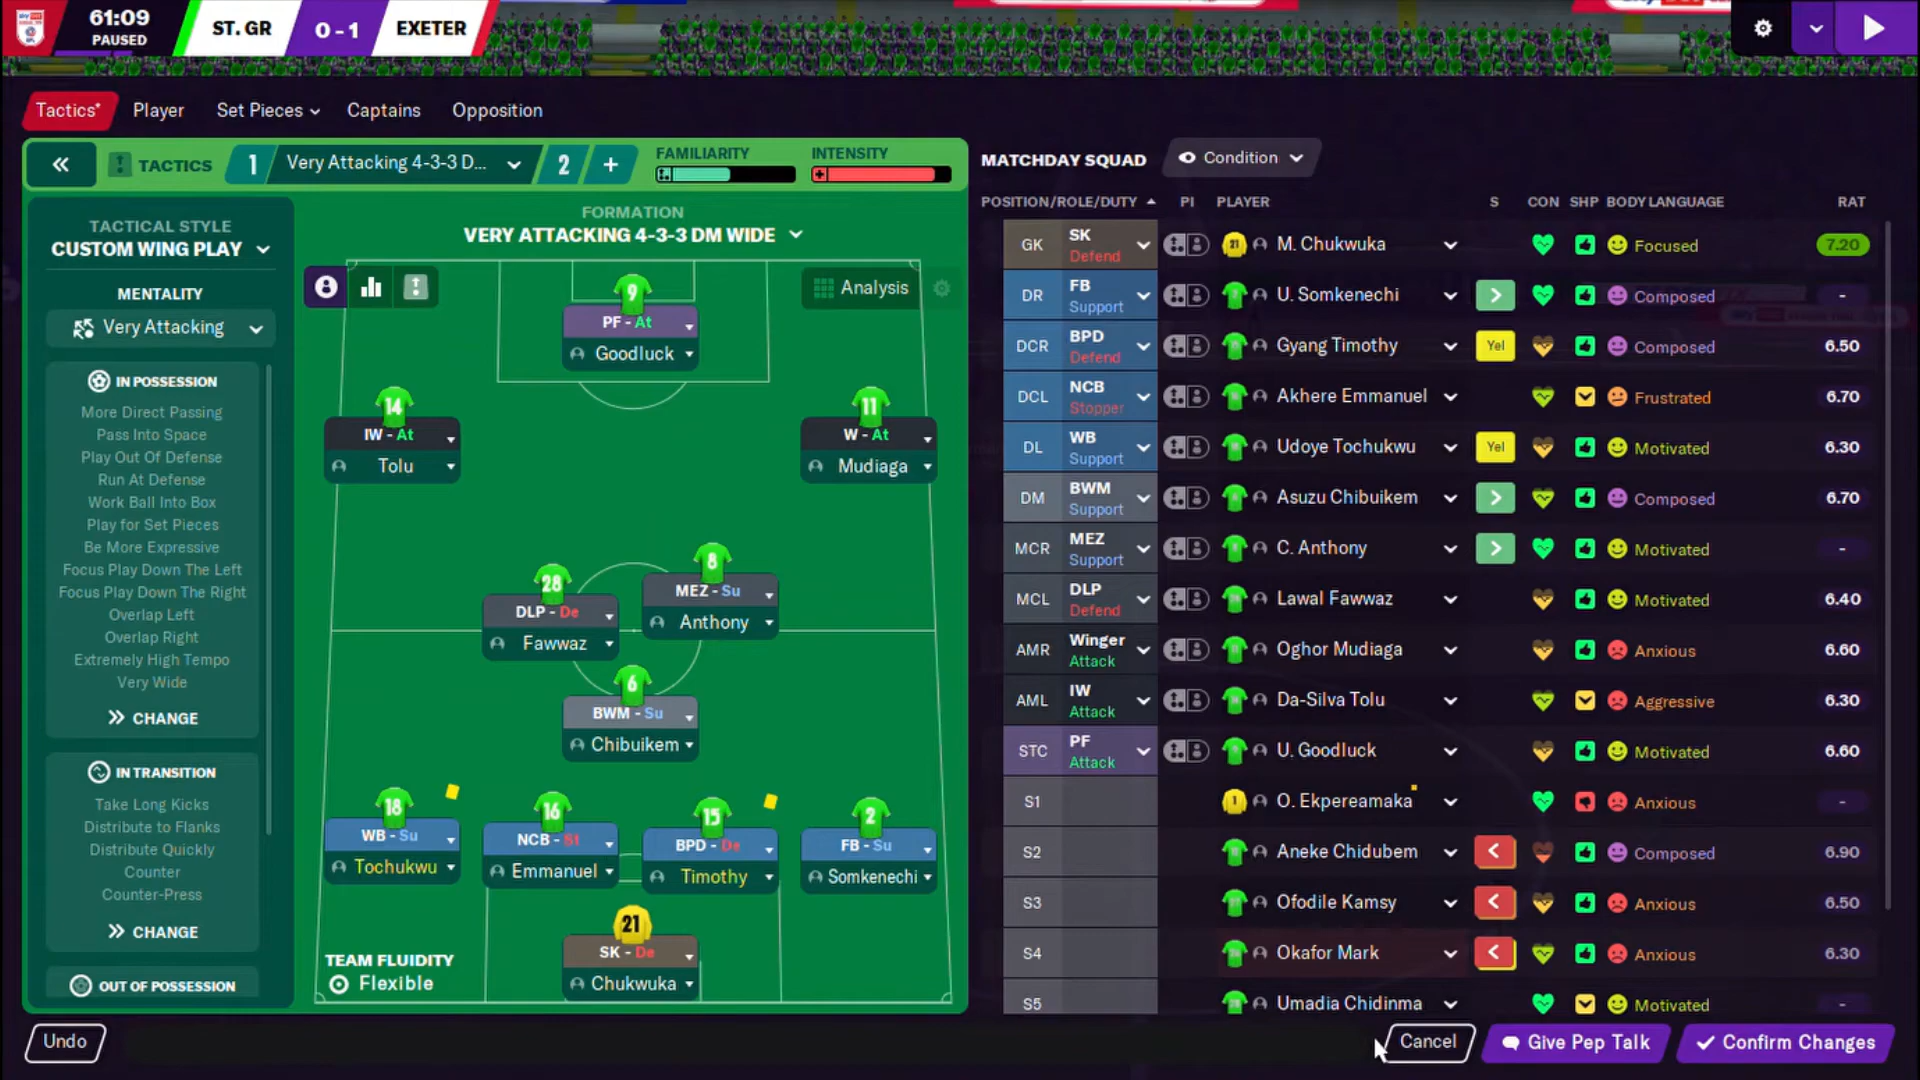 61:09
PAUSED
ST. GR
0 - 1
EXETER
Tactics*
Player
Set Pieces
Captains
Opposition
TACTICS
1
Very Attacking 4-3-3 D...
2
+
FAMILIARITY
INTENSITY
TACTICAL STYLE
CUSTOM WING PLAY
MENTALITY
Very Attacking
IN POSSESSION
More Direct Passing
Pass Into Space
Play Out Of Defense
Run At Defense
Work Ball Into Box
Play for Set Pieces
Be More Expressive
Focus Play Down The Left
Focus Play Down The Right
Overlap Left
Overlap Right
Extremely High Tempo
Very Wide
CHANGE
IN TRANSITION
Take Long Kicks
Distribute to Flanks
Distribute Quickly
Counter
Counter-Press
CHANGE
OUT OF POSSESSION
FORMATION
VERY ATTACKING 4-3-3 DM WIDE
Analysis
9
PF - At
Goodluck
14
IW - At
Tolu
11
W - At
Mudiaga
28
DLP - De
Fawwaz
8
MEZ - Su
Anthony
6
BWM - Su
Chibuikem
18
WB - Su
Tochukwu
16
NCB - St
Emmanuel
15
BPD - De
Timothy
2
FB - Su
Somkenechi
21
SK - De
Chukwuka
TEAM FLUIDITY
Flexible
MATCHDAY SQUAD
Condition
POSITION/ROLE/DUTY PI PLAYER S CON SHP BODY LANGUAGE RAT
GK SK Defend 21 M. Chukwuka Focused 7.20
DR FB Support U. Somkenechi Composed -
DCR BPD Defend Gyang Timothy Yel Composed 6.50
DCL NCB Stopper Akhere Emmanuel Frustrated 6.70
DL WB Support Udoye Tochukwu Yel Motivated 6.30
DM BWM Support Asuzu Chibuikem Composed 6.70
MCR MEZ Support C. Anthony Motivated -
MCL DLP Defend Lawal Fawwaz Motivated 6.40
AMR Winger Attack Oghor Mudiaga Anxious 6.60
AML IW Attack Da-Silva Tolu Aggressive 6.30
STC PF Attack U. Goodluck Motivated 6.60
S1 1 O. Ekpereamaka Anxious -
S2 Aneke Chidubem Composed 6.90
S3 Ofodile Kamsy Anxious 6.50
S4 Okafor Mark Anxious 6.30
S5 Umadia Chidinma Motivated -
Undo
Cancel
Give Pep Talk
Confirm Changes